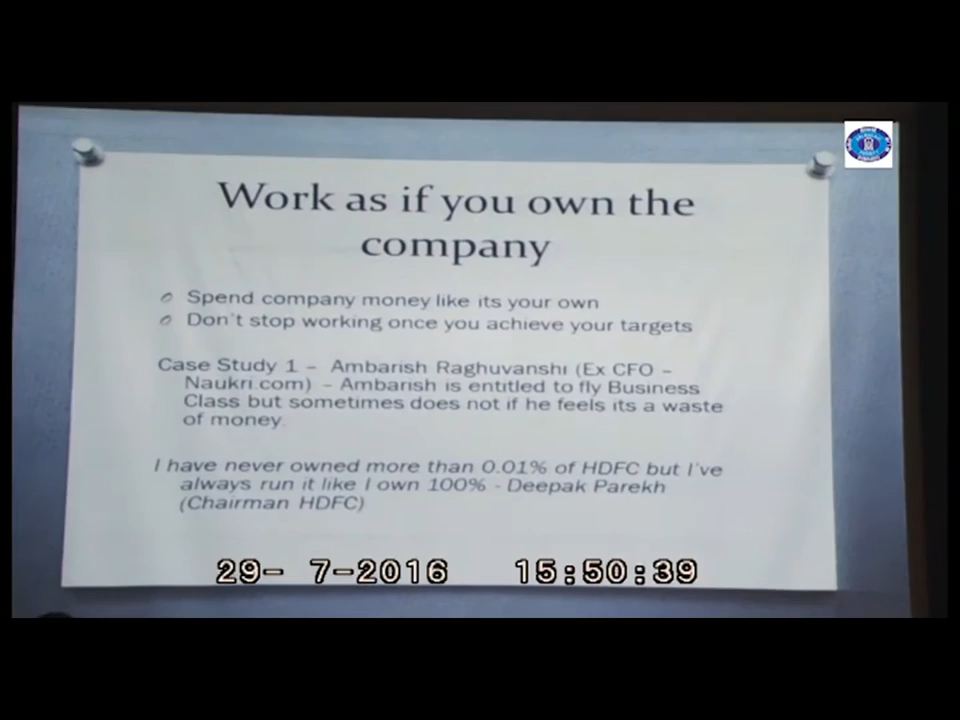 Work as if you own the
company
Spend company money like its your own
Don't stop working once you achieve your targets
Case Study 1 – Ambarish Raghuvanshi (Ex CFO –
Naukri.com) – Ambarish is entitled to fly Business
Class but sometimes does not if he feels its a waste
of money.
I have never owned more than 0.01% of HDFC but I've
always run it like I own 100% - Deepak Parekh
(Chairman HDFC)
29- 7-2016 15:50:39